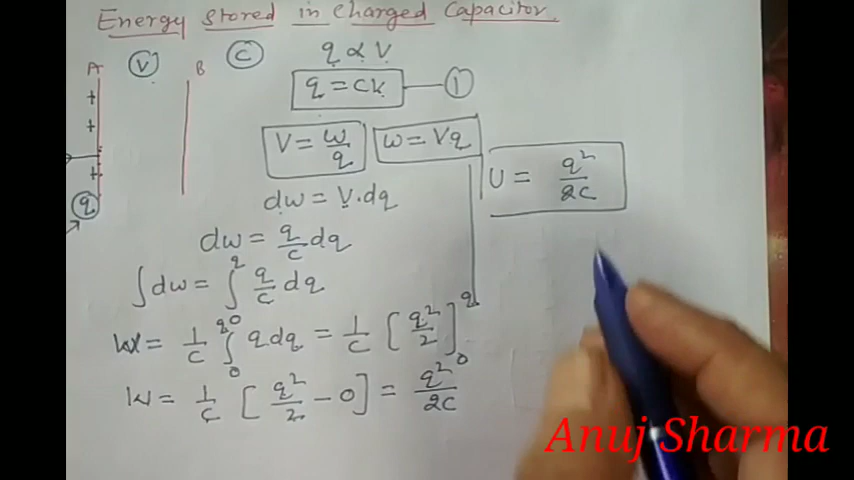 Energy stored in charged Capacitor.
A V B C q ∝ V
+ q = CV — 1
+ V = w/q w = Vq
+ U = q²/2C
q dw = V.dq
dw = q/c dq
∫dw = ∫₀^q q/c dq
W = 1/c ∫₀^q q dq = 1/c [q²/2]₀^q
W = 1/c [q²/2 - 0] = q²/2C
Anuj Sharma